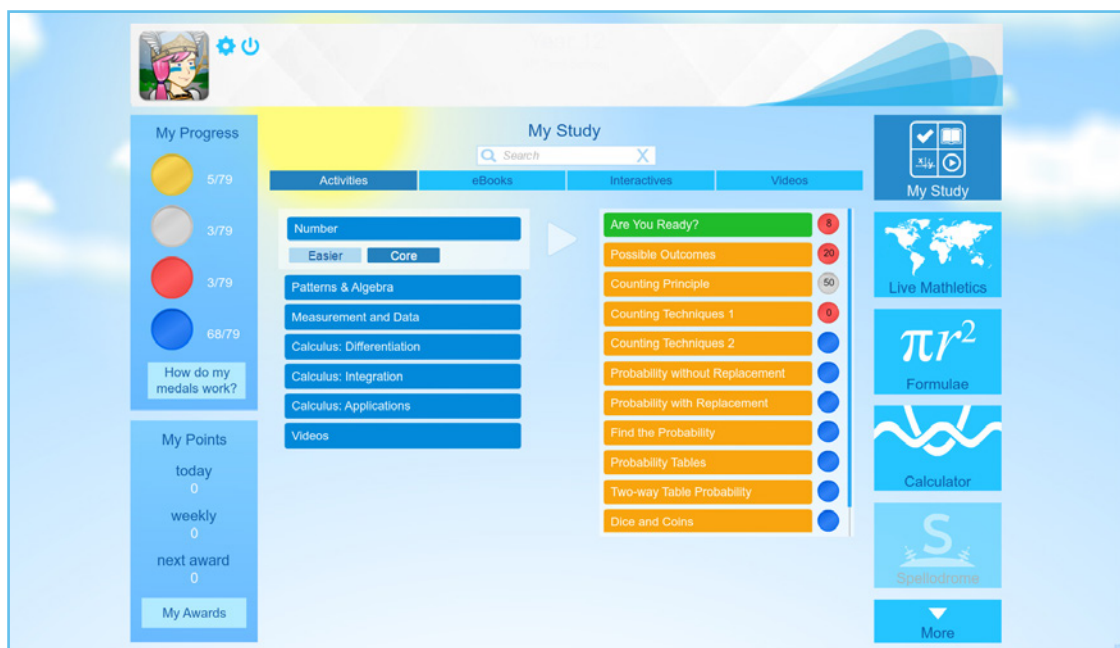 My Progress
5/79
3/79
3/79
68/79
How do my
medals work?
My Points
today
0
weekly
0
next award
0
My Awards
My Study
Search X
Activities eBooks Interactives Videos
Number
Easier Core
Patterns & Algebra
Measurement and Data
Calculus: Differentiation
Calculus: Integration
Calculus: Applications
Videos
Are You Ready? 8
Possible Outcomes 20
Counting Principle 50
Counting Techniques 1 0
Counting Techniques 2
Probability without Replacement
Probability with Replacement
Find the Probability
Probability Tables
Two-way Table Probability
Dice and Coins
My Study
Live Mathletics
πr²
Formulae
Calculator
S
Spellodrome
More